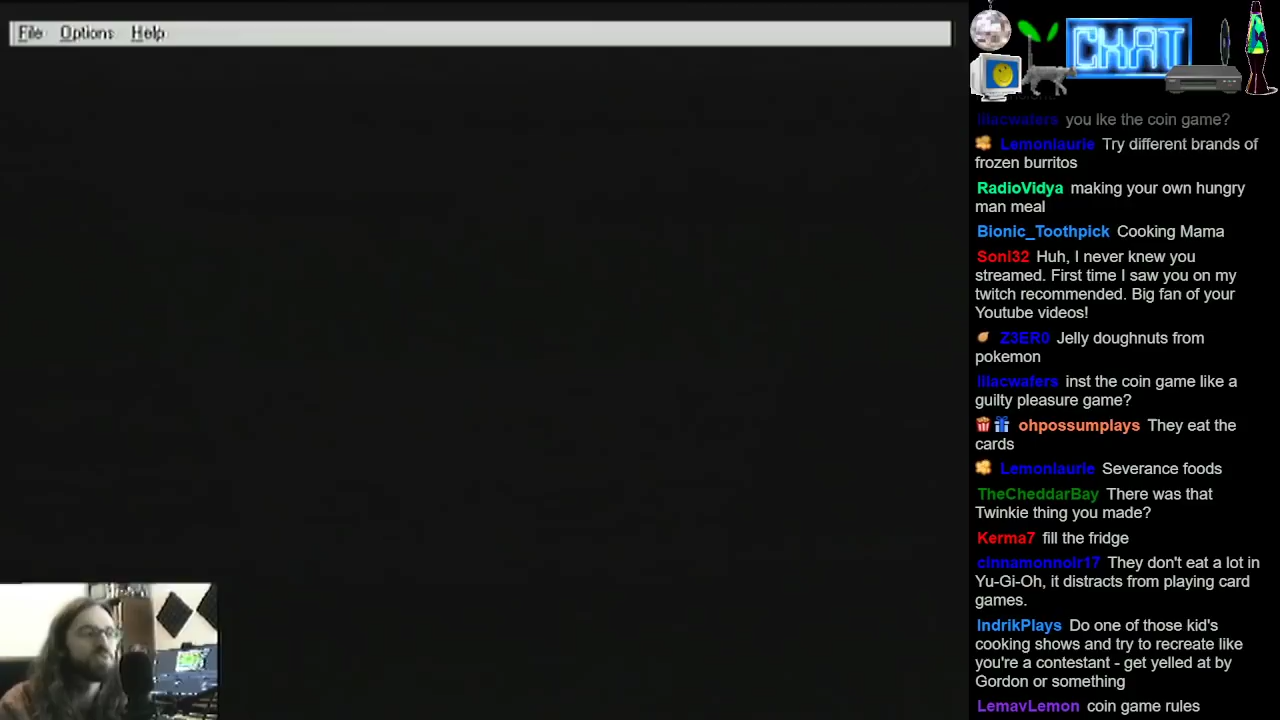 File Options Help
CHAT
lilacwafers you lke the coin game?
Lemonlaurie Try different brands of
frozen burritos
RadioVidya making your own hungry
man meal
Bionic_Toothpick Cooking Mama
Soni32 Huh, I never knew you
streamed. First time I saw you on my
twitch recommended. Big fan of your
Youtube videos!
Z3ER0 Jelly doughnuts from
pokemon
lilacwafers inst the coin game like a
guilty pleasure game?
ohpossumplays They eat the
cards
Lemonlaurie Severance foods
TheCheddarBay There was that
Twinkie thing you made?
Kerma7 fill the fridge
cinnamonnoir17 They don't eat a lot in
Yu-Gi-Oh, it distracts from playing card
games.
IndrikPlays Do one of those kid's
cooking shows and try to recreate like
you're a contestant - get yelled at by
Gordon or something
LemavLemon coin game rules